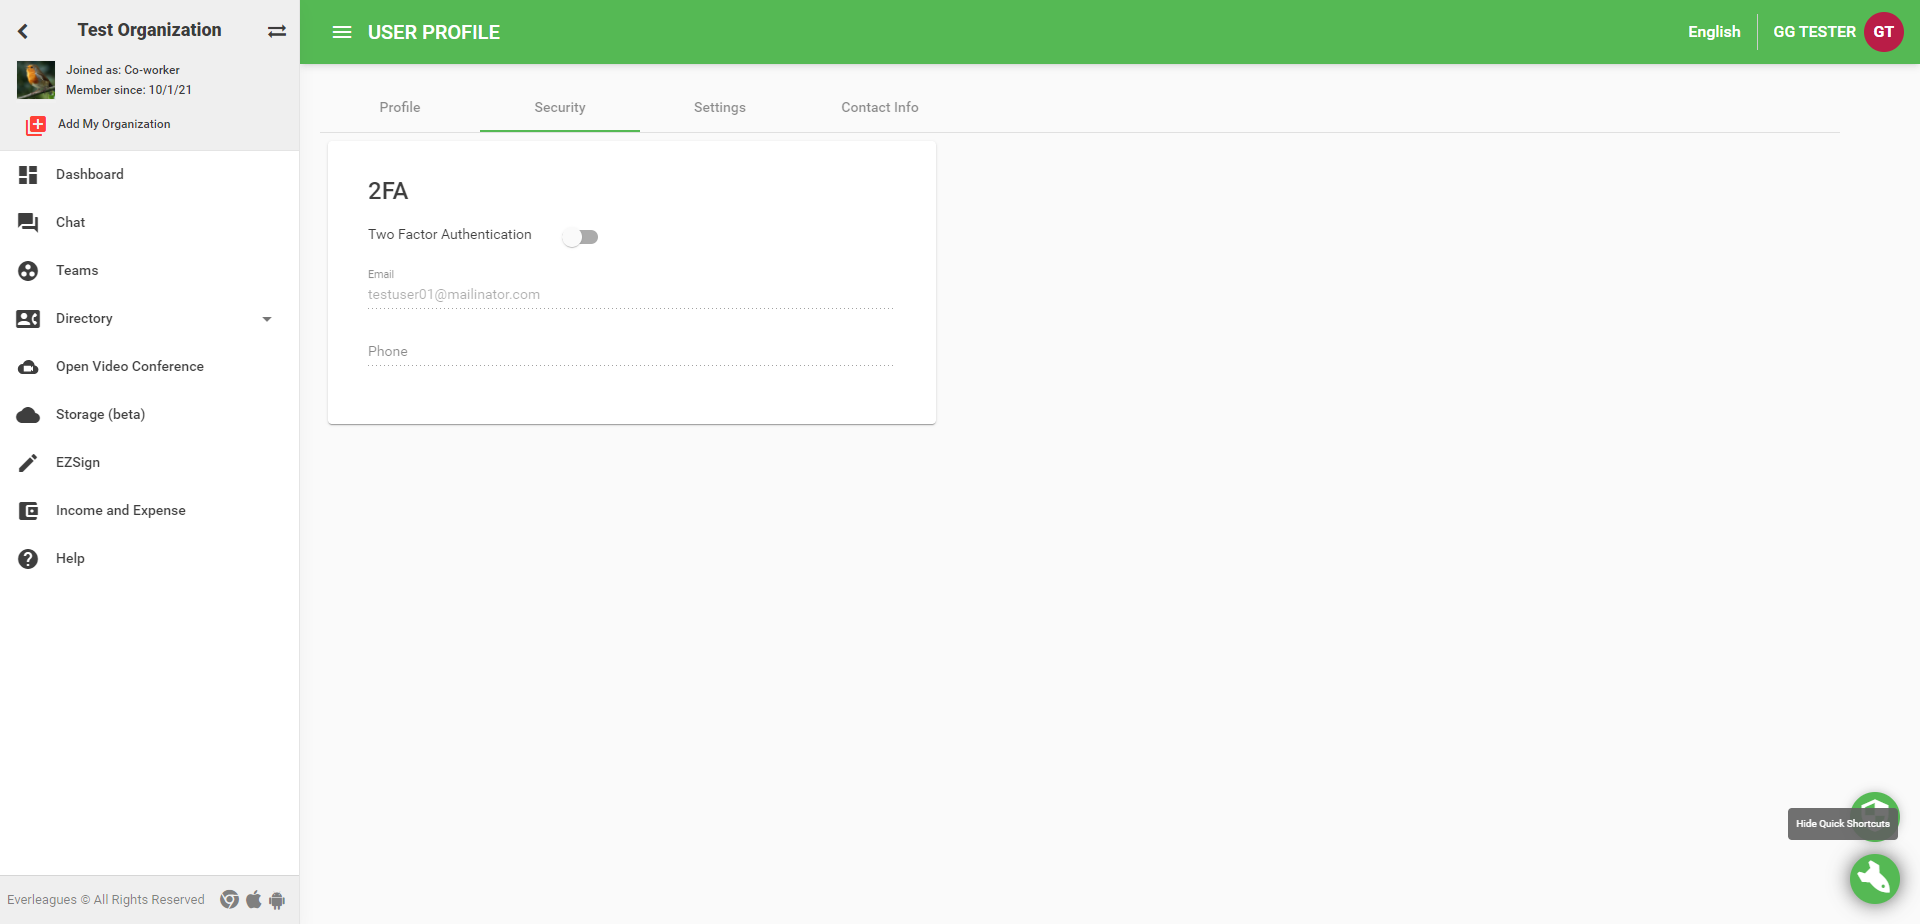 Test Organization
Joined as: Co-worker
Member since: 10/1/21
Add My Organization
Dashboard
Chat
Teams
Directory
Open Video Conference
Storage (beta)
EZSign
Income and Expense
Help
Everleagues © All Rights Reserved
USER PROFILE
English
GG TESTER
GT
Profile
Security
Settings
Contact Info
2FA
Two Factor Authentication
Email
testuser01@mailinator.com
Phone
Hide Quick Shortcuts